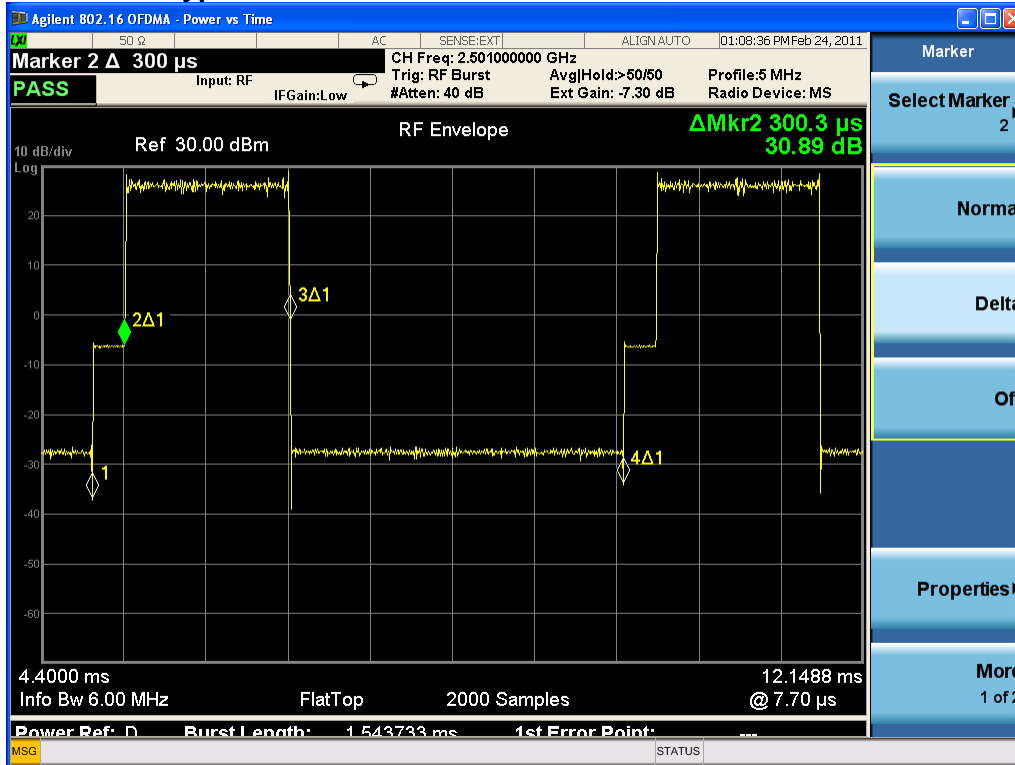 Agilent 802.16 OFDMA - Power vs Time
LXI 50 Ω AC SENSE:EXT ALIGN AUTO 01:08:36 PM Feb 24, 2011
Marker 2 Δ 300 µs
PASS
Input: RF
IFGain:Low
CH Freq: 2.501000000 GHz
Trig: RF Burst
#Atten: 40 dB
Avg|Hold:>50/50
Ext Gain: -7.30 dB
Profile:5 MHz
Radio Device: MS
10 dB/div
Log
Ref 30.00 dBm
RF Envelope
ΔMkr2 300.3 µs
30.89 dB
20
10
0
-10
-20
-30
-40
-50
-60
2Δ1
3Δ1
1
4Δ1
4.4000 ms
12.1488 ms
Info Bw 6.00 MHz
FlatTop
2000 Samples
@ 7.70 µs
Power Ref: D Burst Length: 1.543733 ms 1st Error Point: ---
MSG
STATUS
Marker
Select Marker
2
Norma
Delta
Of
Properties
More
1 of 2